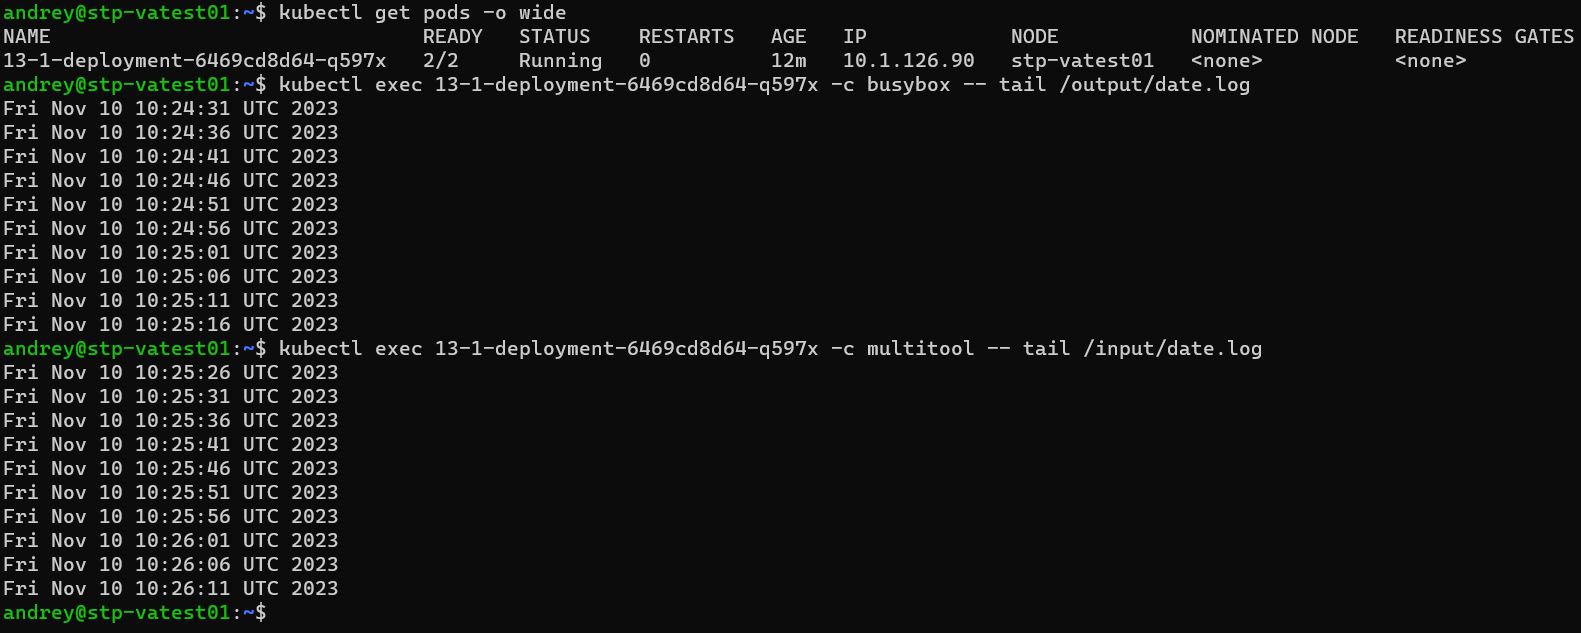 andrey@stp-vatest01:~$ kubectl get pods -o wide
NAME                               READY   STATUS    RESTARTS   AGE   IP            NODE           NOMINATED NODE   READINESS GATES
13-1-deployment-6469cd8d64-q597x   2/2     Running   0          12m   10.1.126.90   stp-vatest01   <none>           <none>
andrey@stp-vatest01:~$ kubectl exec 13-1-deployment-6469cd8d64-q597x -c busybox -- tail /output/date.log
Fri Nov 10 10:24:31 UTC 2023
Fri Nov 10 10:24:36 UTC 2023
Fri Nov 10 10:24:41 UTC 2023
Fri Nov 10 10:24:46 UTC 2023
Fri Nov 10 10:24:51 UTC 2023
Fri Nov 10 10:24:56 UTC 2023
Fri Nov 10 10:25:01 UTC 2023
Fri Nov 10 10:25:06 UTC 2023
Fri Nov 10 10:25:11 UTC 2023
Fri Nov 10 10:25:16 UTC 2023
andrey@stp-vatest01:~$ kubectl exec 13-1-deployment-6469cd8d64-q597x -c multitool -- tail /input/date.log
Fri Nov 10 10:25:26 UTC 2023
Fri Nov 10 10:25:31 UTC 2023
Fri Nov 10 10:25:36 UTC 2023
Fri Nov 10 10:25:41 UTC 2023
Fri Nov 10 10:25:46 UTC 2023
Fri Nov 10 10:25:51 UTC 2023
Fri Nov 10 10:25:56 UTC 2023
Fri Nov 10 10:26:01 UTC 2023
Fri Nov 10 10:26:06 UTC 2023
Fri Nov 10 10:26:11 UTC 2023
andrey@stp-vatest01:~$